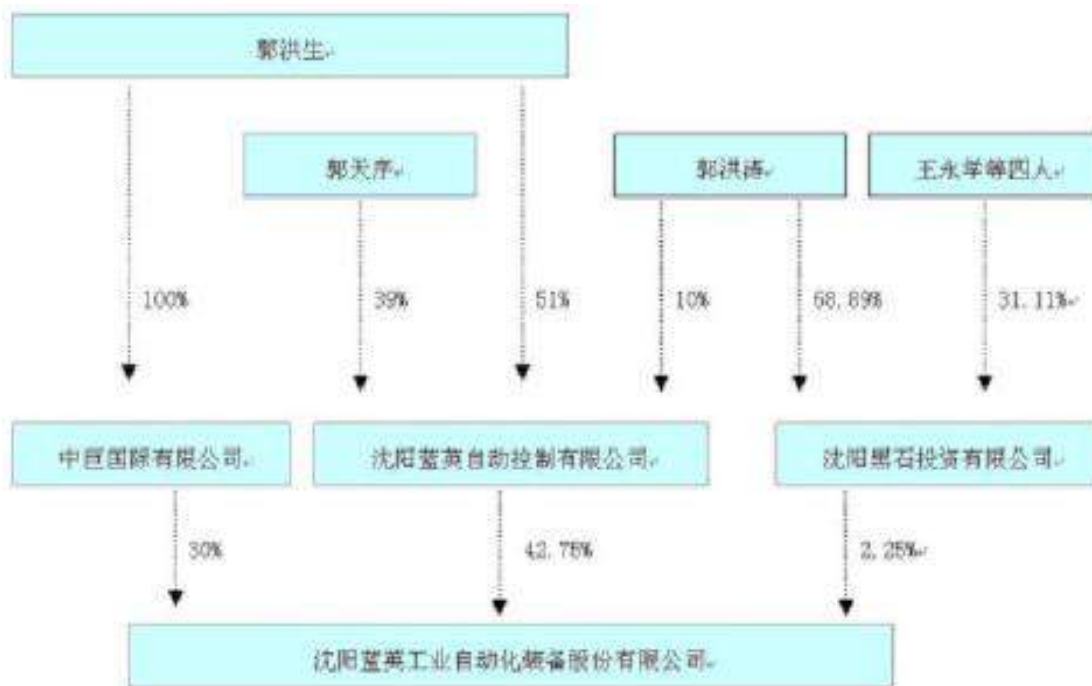 郭洪生
郭天序
郭洪涛
王永学等四人
100%
39%
51%
10%
68.89%
31.11%
中巨国际有限公司
沈阳蓝英自动控制有限公司
沈阳黑石投资有限公司
30%
42.75%
2.25%
沈阳蓝英工业自动化装备股份有限公司